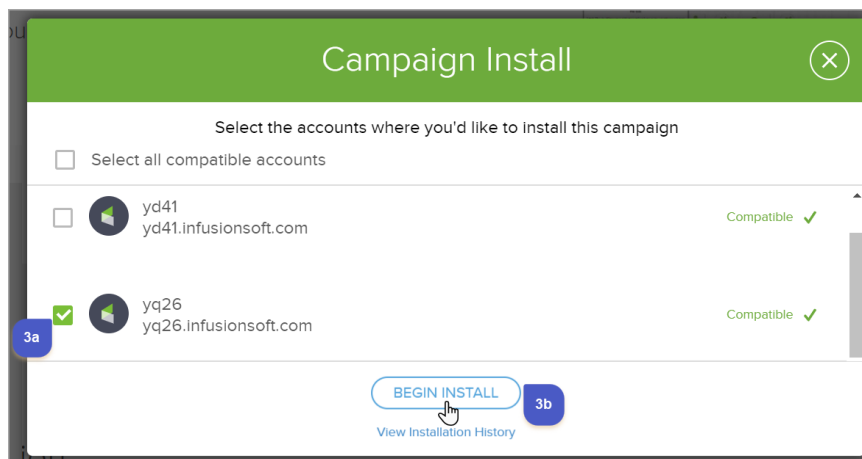 Campaign Install
Select the accounts where you'd like to install this campaign
Select all compatible accounts
yd41
yd41.infusionsoft.com
Compatible
yq26
yq26.infusionsoft.com
Compatible
3a
BEGIN INSTALL
3b
View Installation History